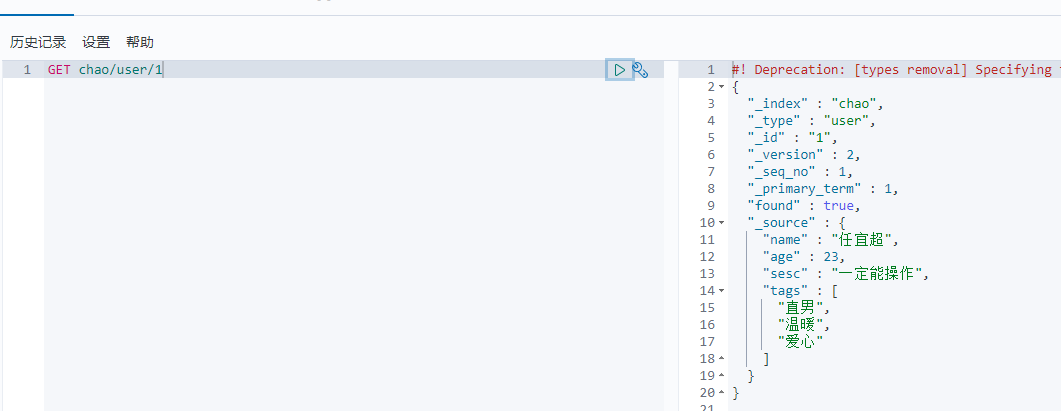 历史记录 设置 帮助
1 GET chao/user/1
1 #! Deprecation: [types removal] Specifying
2 {
3 "_index" : "chao",
4 "_type" : "user",
5 "_id" : "1",
6 "_version" : 2,
7 "_seq_no" : 1,
8 "_primary_term" : 1,
9 "found" : true,
10 "_source" : {
11 "name" : "任宜超",
12 "age" : 23,
13 "sesc" : "一定能操作",
14 "tags" : [
15 "直男",
16 "温暖",
17 "爱心"
18 ]
19 }
20 }
21